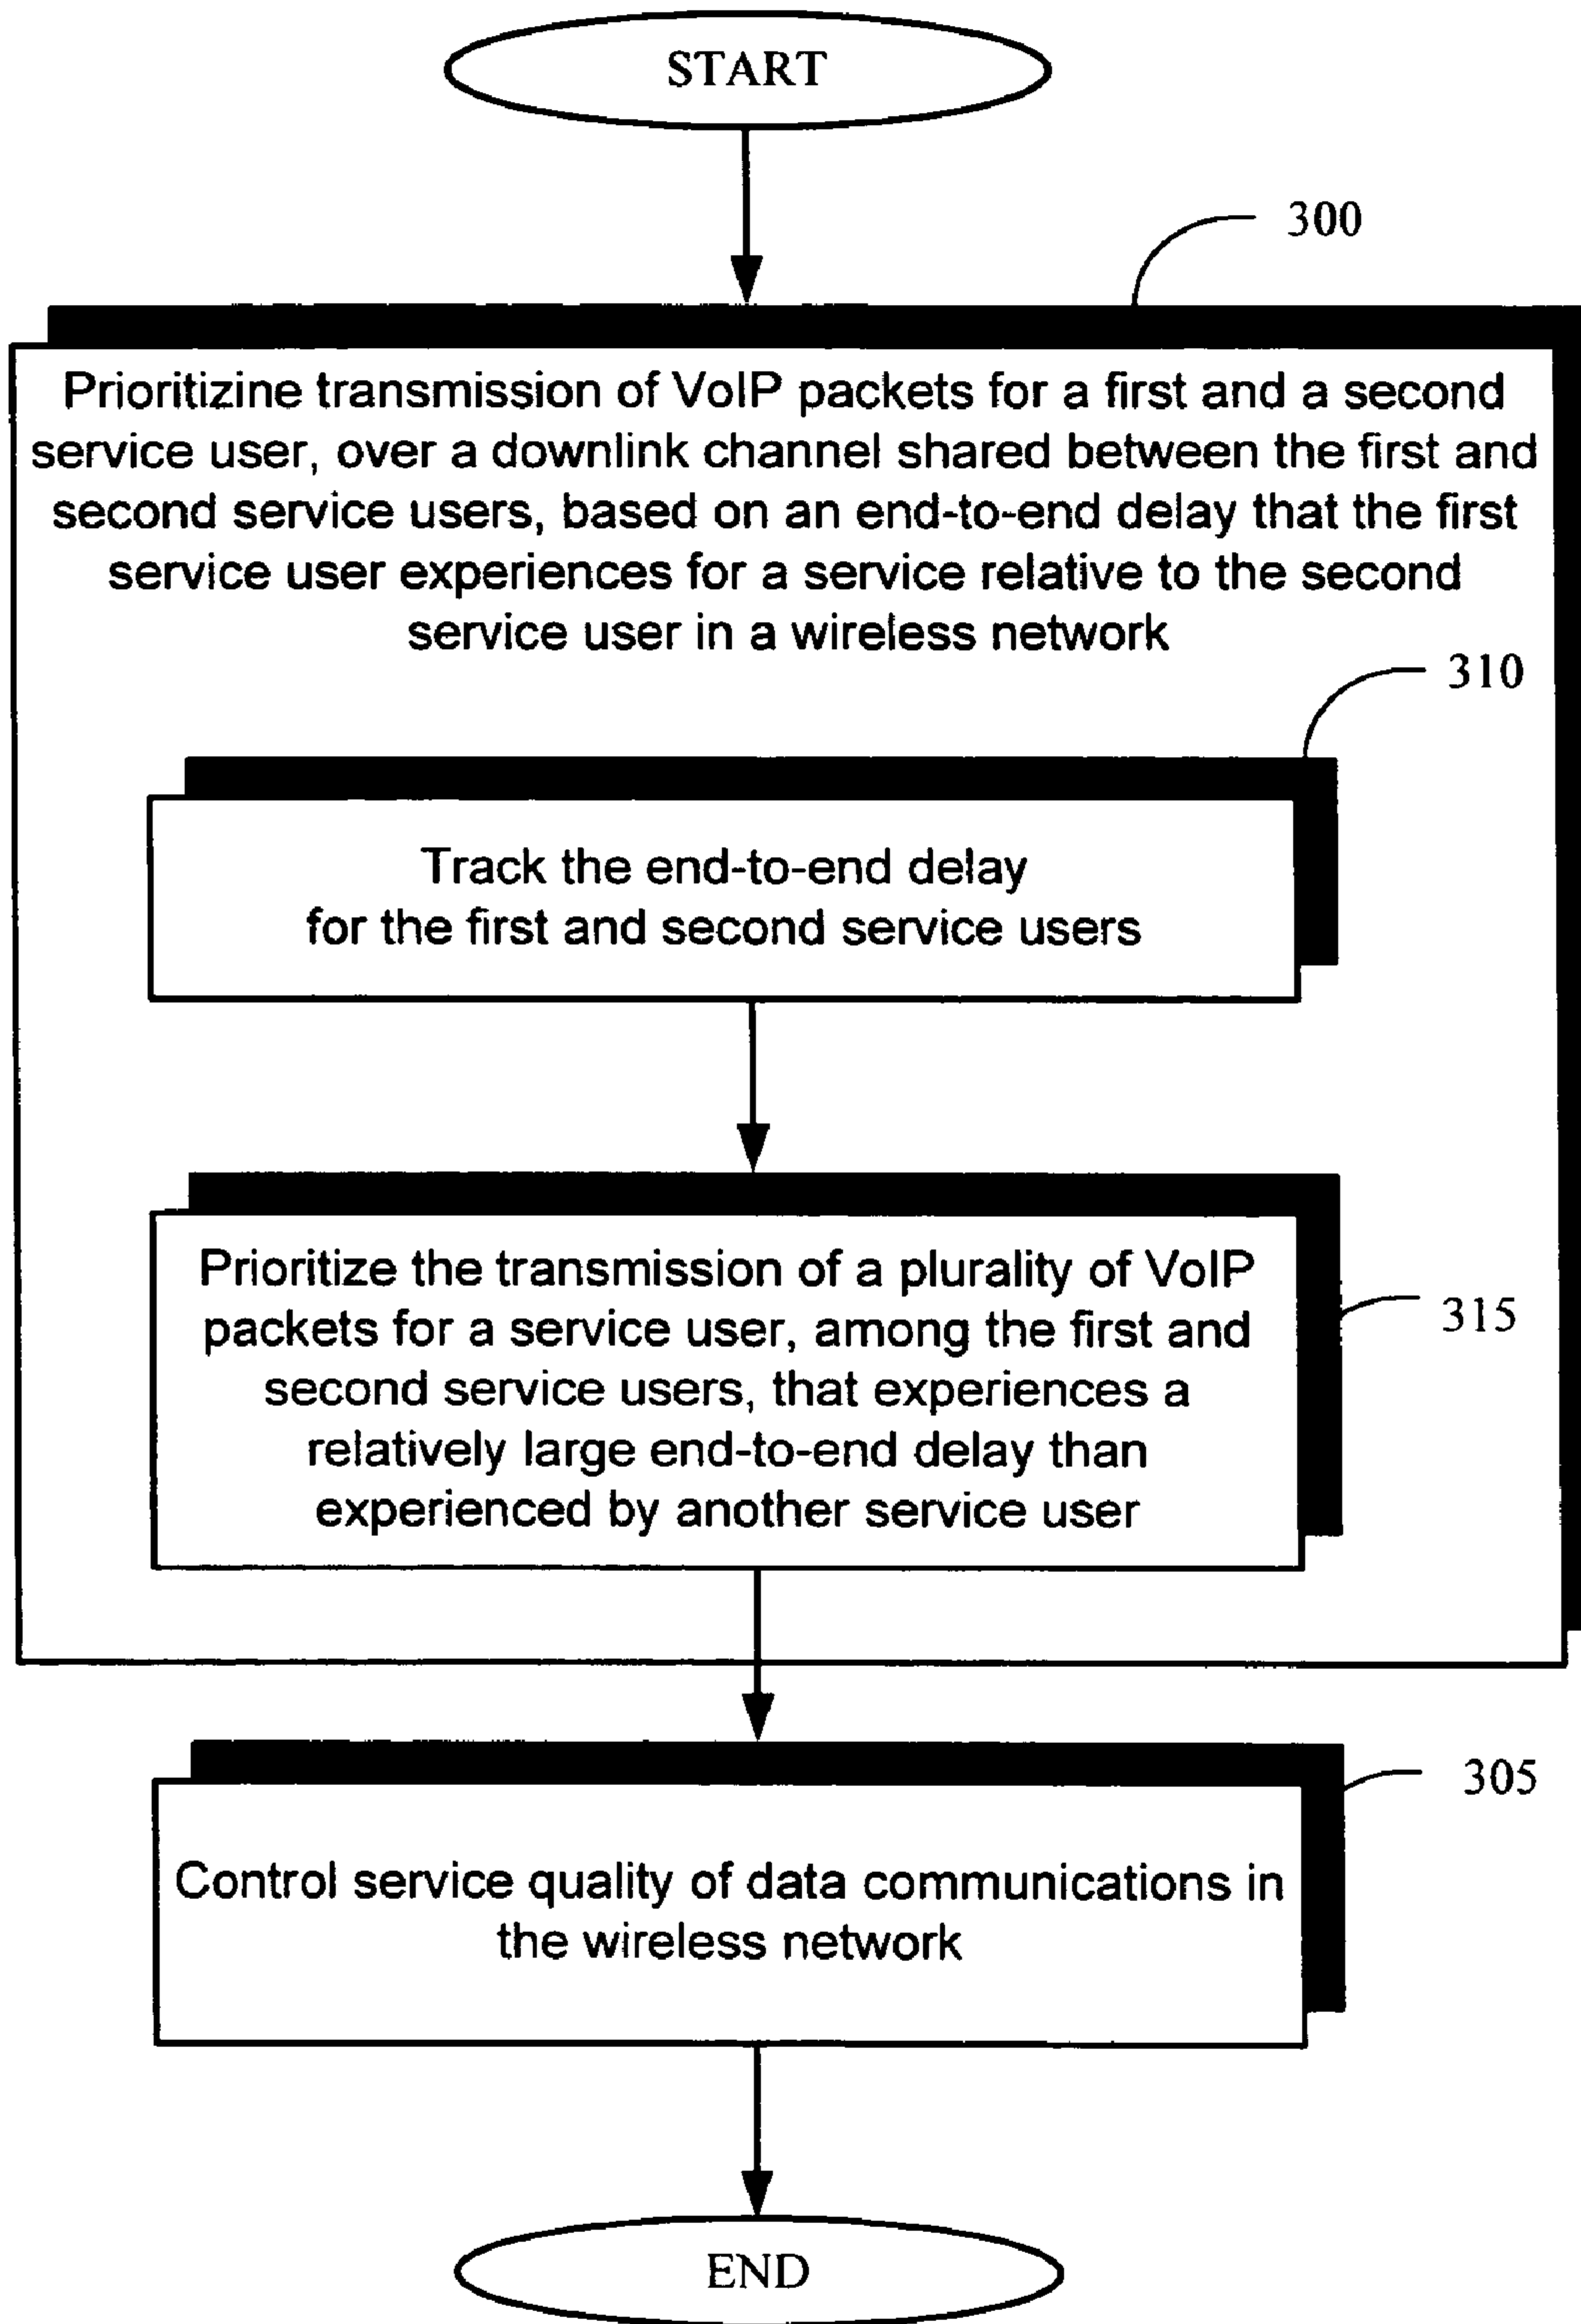 START
300
Prioritizine transmission of VoIP packets for a first and a second
service user, over a downlink channel shared between the first and
second service users, based on an end-to-end delay that the first
service user experiences for a service relative to the second
service user in a wireless network
310
Track the end-to-end delay
for the first and second service users
Prioritize the transmission of a plurality of VoIP
packets for a service user, among the first and
315
second service users, that experiences a
relatively large end-to-end delay than
experienced by another service user
305
Control service quality of data communications in
the wireless network
END